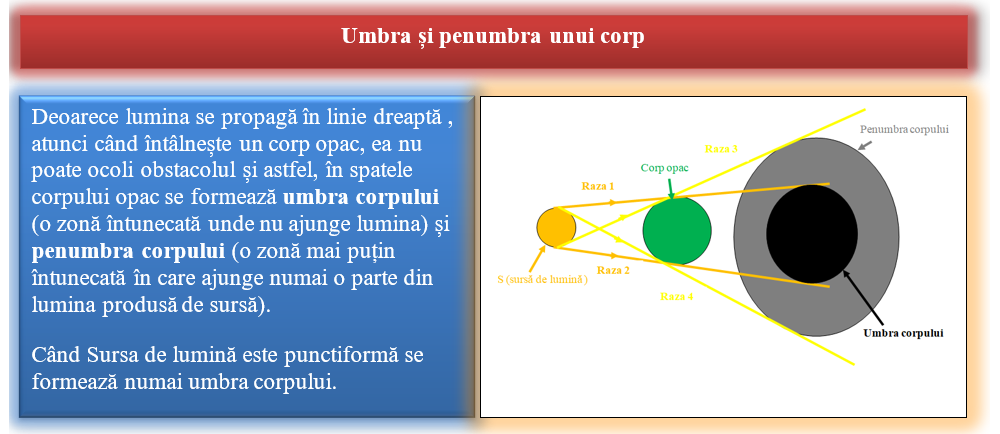 Umbra și penumbra unui corp
Deoarece lumina se propagă în linie dreaptă ,
atunci când întâlnește un corp opac, ea nu
poate ocoli obstacolul și astfel, în spatele
corpului opac se formează umbra corpului
(o zonă întunecată unde nu ajunge lumina) și
penumbra corpului (o zonă mai puțin
întunecată în care ajunge numai o parte din
lumina produsă de sursă).
Când Sursa de lumină este punctiformă se
formează numai umbra corpului.
Penumbra corpului
Raza 3
Corp opac
Raza 1
Raza 2
S (sursă de lumină )
Raza 4
Umbra corpului